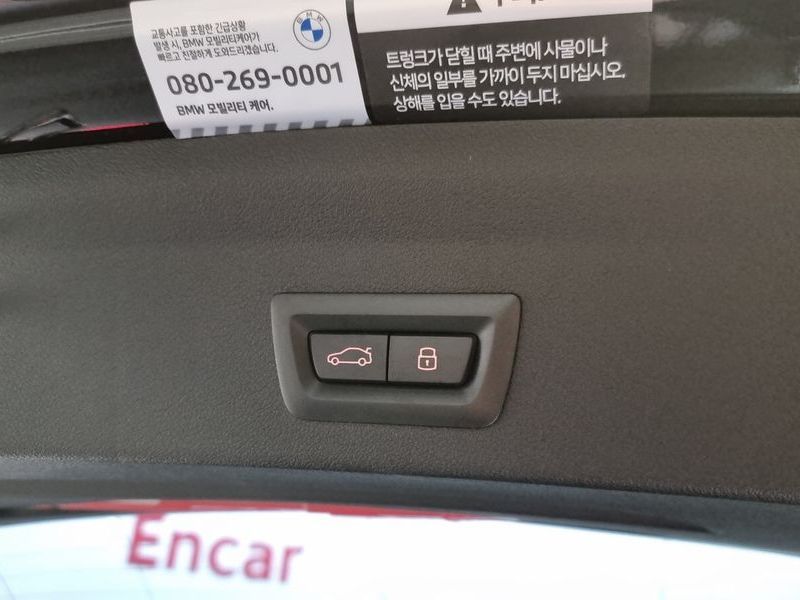 교통사고를 포함한 긴급상황
발생 시, BMW 모빌리티케어가
빠르고 친절하게 도와드리겠습니다.
BMW
080-269-0001
BMW 모빌리티 케어.
트렁크가 닫힐 때 주변에 사물이나
신체의 일부를 가까이 두지 마십시오.
상해를 입을 수도 있습니다.
Encar